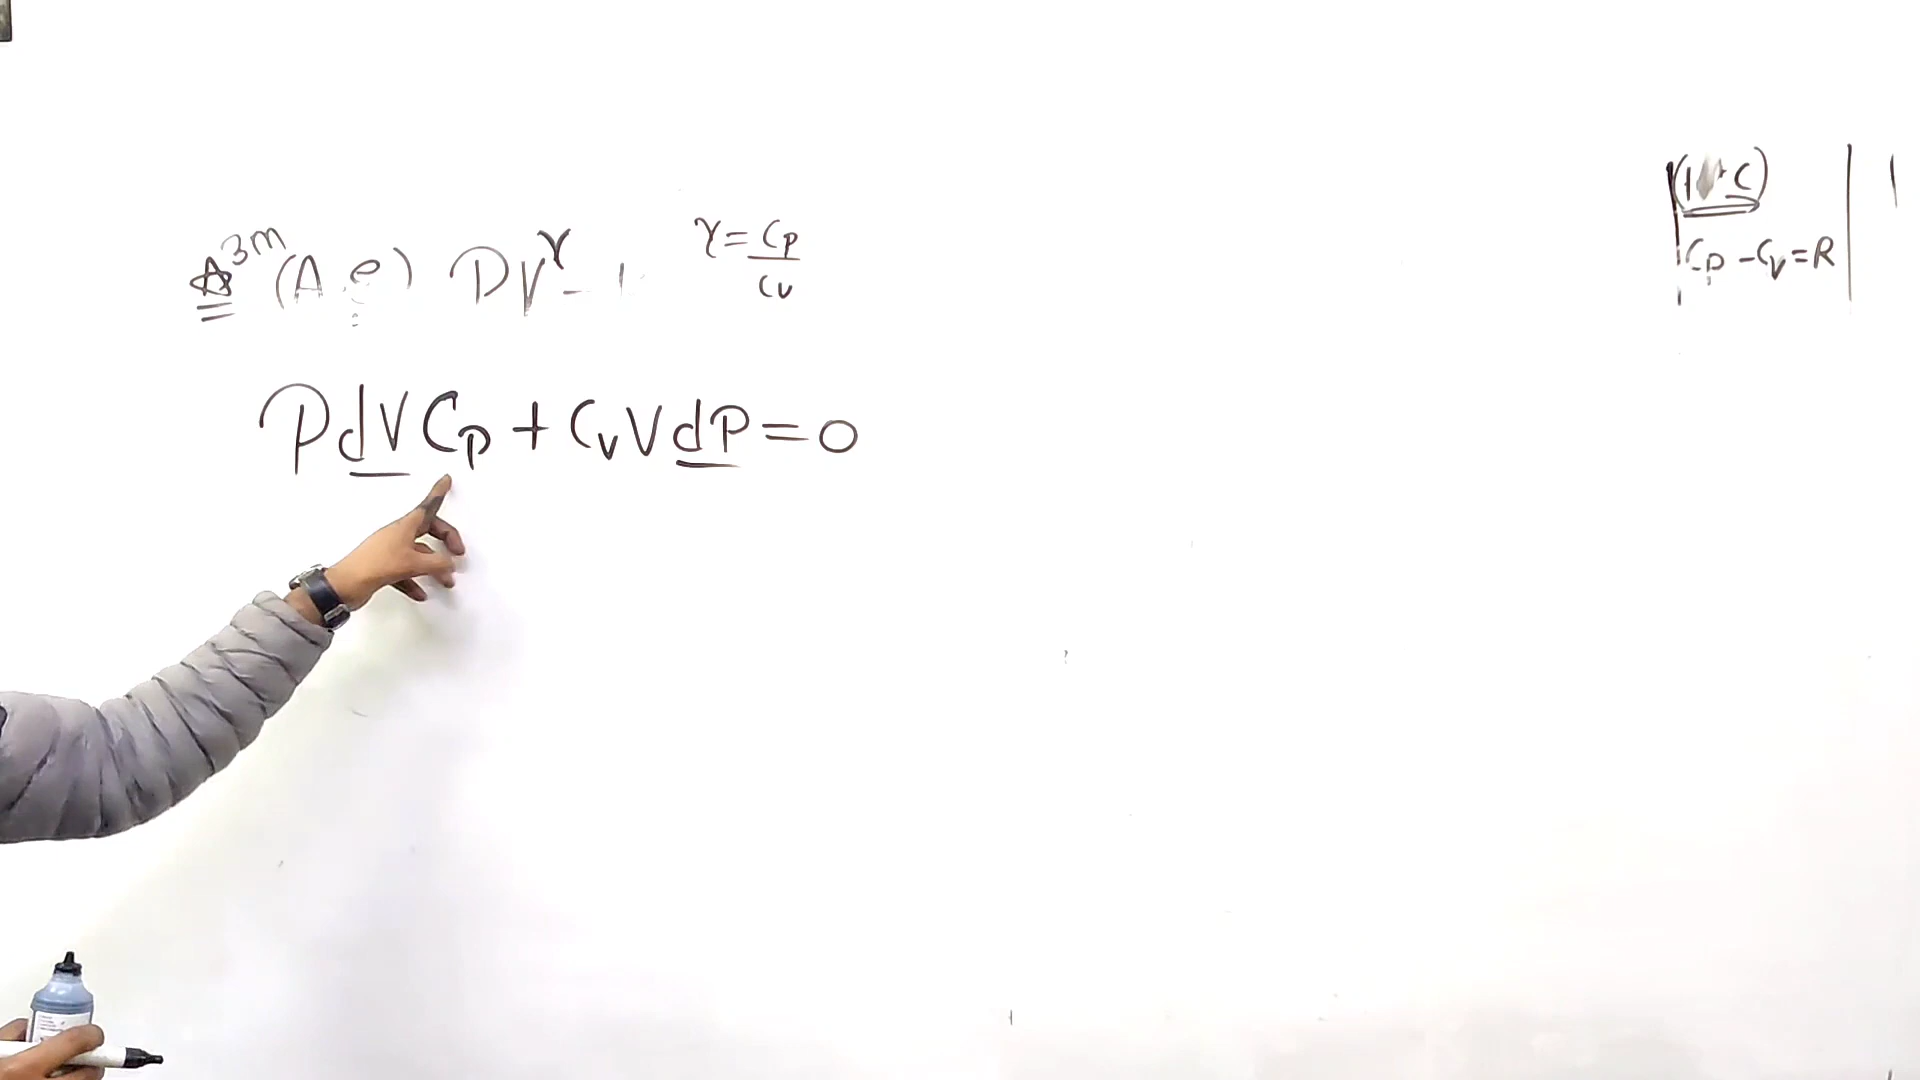 3m (A.e) PV^γ = γ = Cp/Cv
PdVCp + CvVdP = 0
Cp - Cv = R